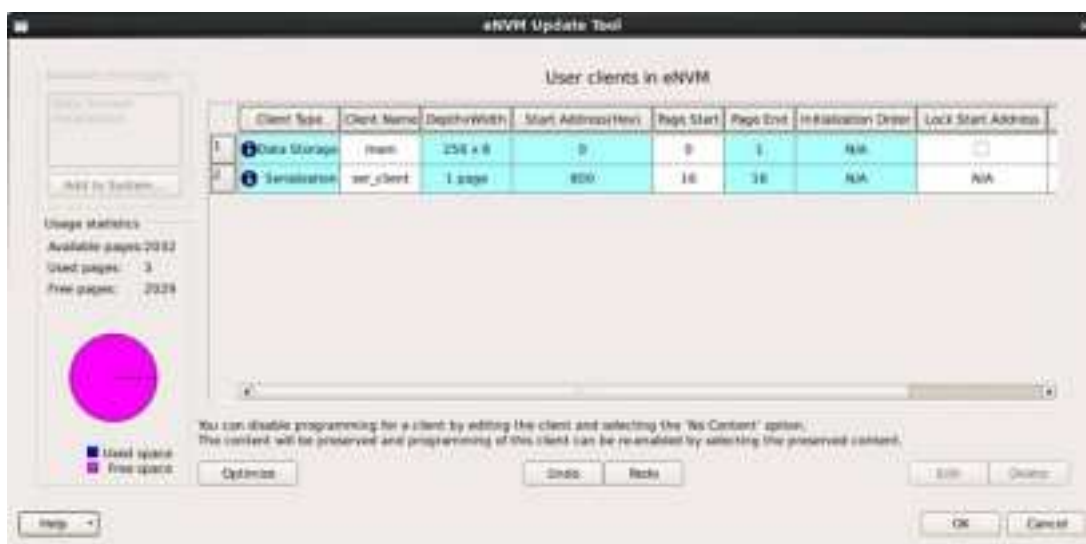 eNVM Update Tool
User clients in eNVM
Client Type Client Name Depth x Width Start Address(Hex) Page Start Page End Initialization Order Lock Start Address
1 Data Storage 0 0 1 N/A
2 Serialization ser_client 1 page 800 16 16 N/A N/A
Add to System...
Usage statistics
Available pages: 2032
Used pages: 3
Free pages: 2029
Used space
Free space
You can disable programming for a client by editing the client and selecting the 'No Content' option.
The content will be preserved and programming of this client can be re-enabled by selecting the preserved content.
Optimize Undo Redo Edit Delete
Help OK Cancel